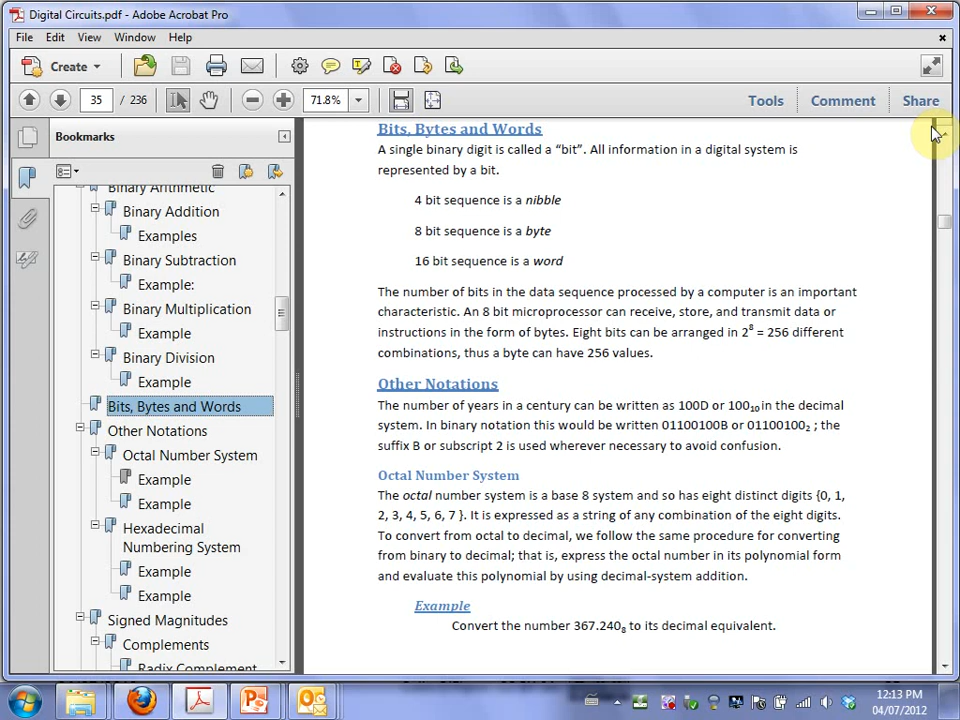 Digital Circuits.pdf - Adobe Acrobat Pro
File Edit View Window Help
Create
35 / 236 71.8% Tools Comment Share
Bookmarks
Binary Arithmetic
Binary Addition
Examples
Binary Subtraction
Example:
Binary Multiplication
Example
Binary Division
Example
Bits, Bytes and Words
Other Notations
Octal Number System
Example
Example
Hexadecimal
Numbering System
Example
Example
Signed Magnitudes
Complements
Radix Complement
Bits, Bytes and Words
A single binary digit is called a “bit”. All information in a digital system is
represented by a bit.
4 bit sequence is a nibble
8 bit sequence is a byte
16 bit sequence is a word
The number of bits in the data sequence processed by a computer is an important
characteristic. An 8 bit microprocessor can receive, store, and transmit data or
instructions in the form of bytes. Eight bits can be arranged in 2⁸ = 256 different
combinations, thus a byte can have 256 values.
Other Notations
The number of years in a century can be written as 100D or 100₁₀ in the decimal
system. In binary notation this would be written 01100100B or 01100100₂ ; the
suffix B or subscript 2 is used wherever necessary to avoid confusion.
Octal Number System
The octal number system is a base 8 system and so has eight distinct digits {0, 1,
2, 3, 4, 5, 6, 7 }. It is expressed as a string of any combination of the eight digits.
To convert from octal to decimal, we follow the same procedure for converting
from binary to decimal; that is, express the octal number in its polynomial form
and evaluate this polynomial by using decimal-system addition.
Example
Convert the number 367.240₈ to its decimal equivalent.
12:13 PM
04/07/2012